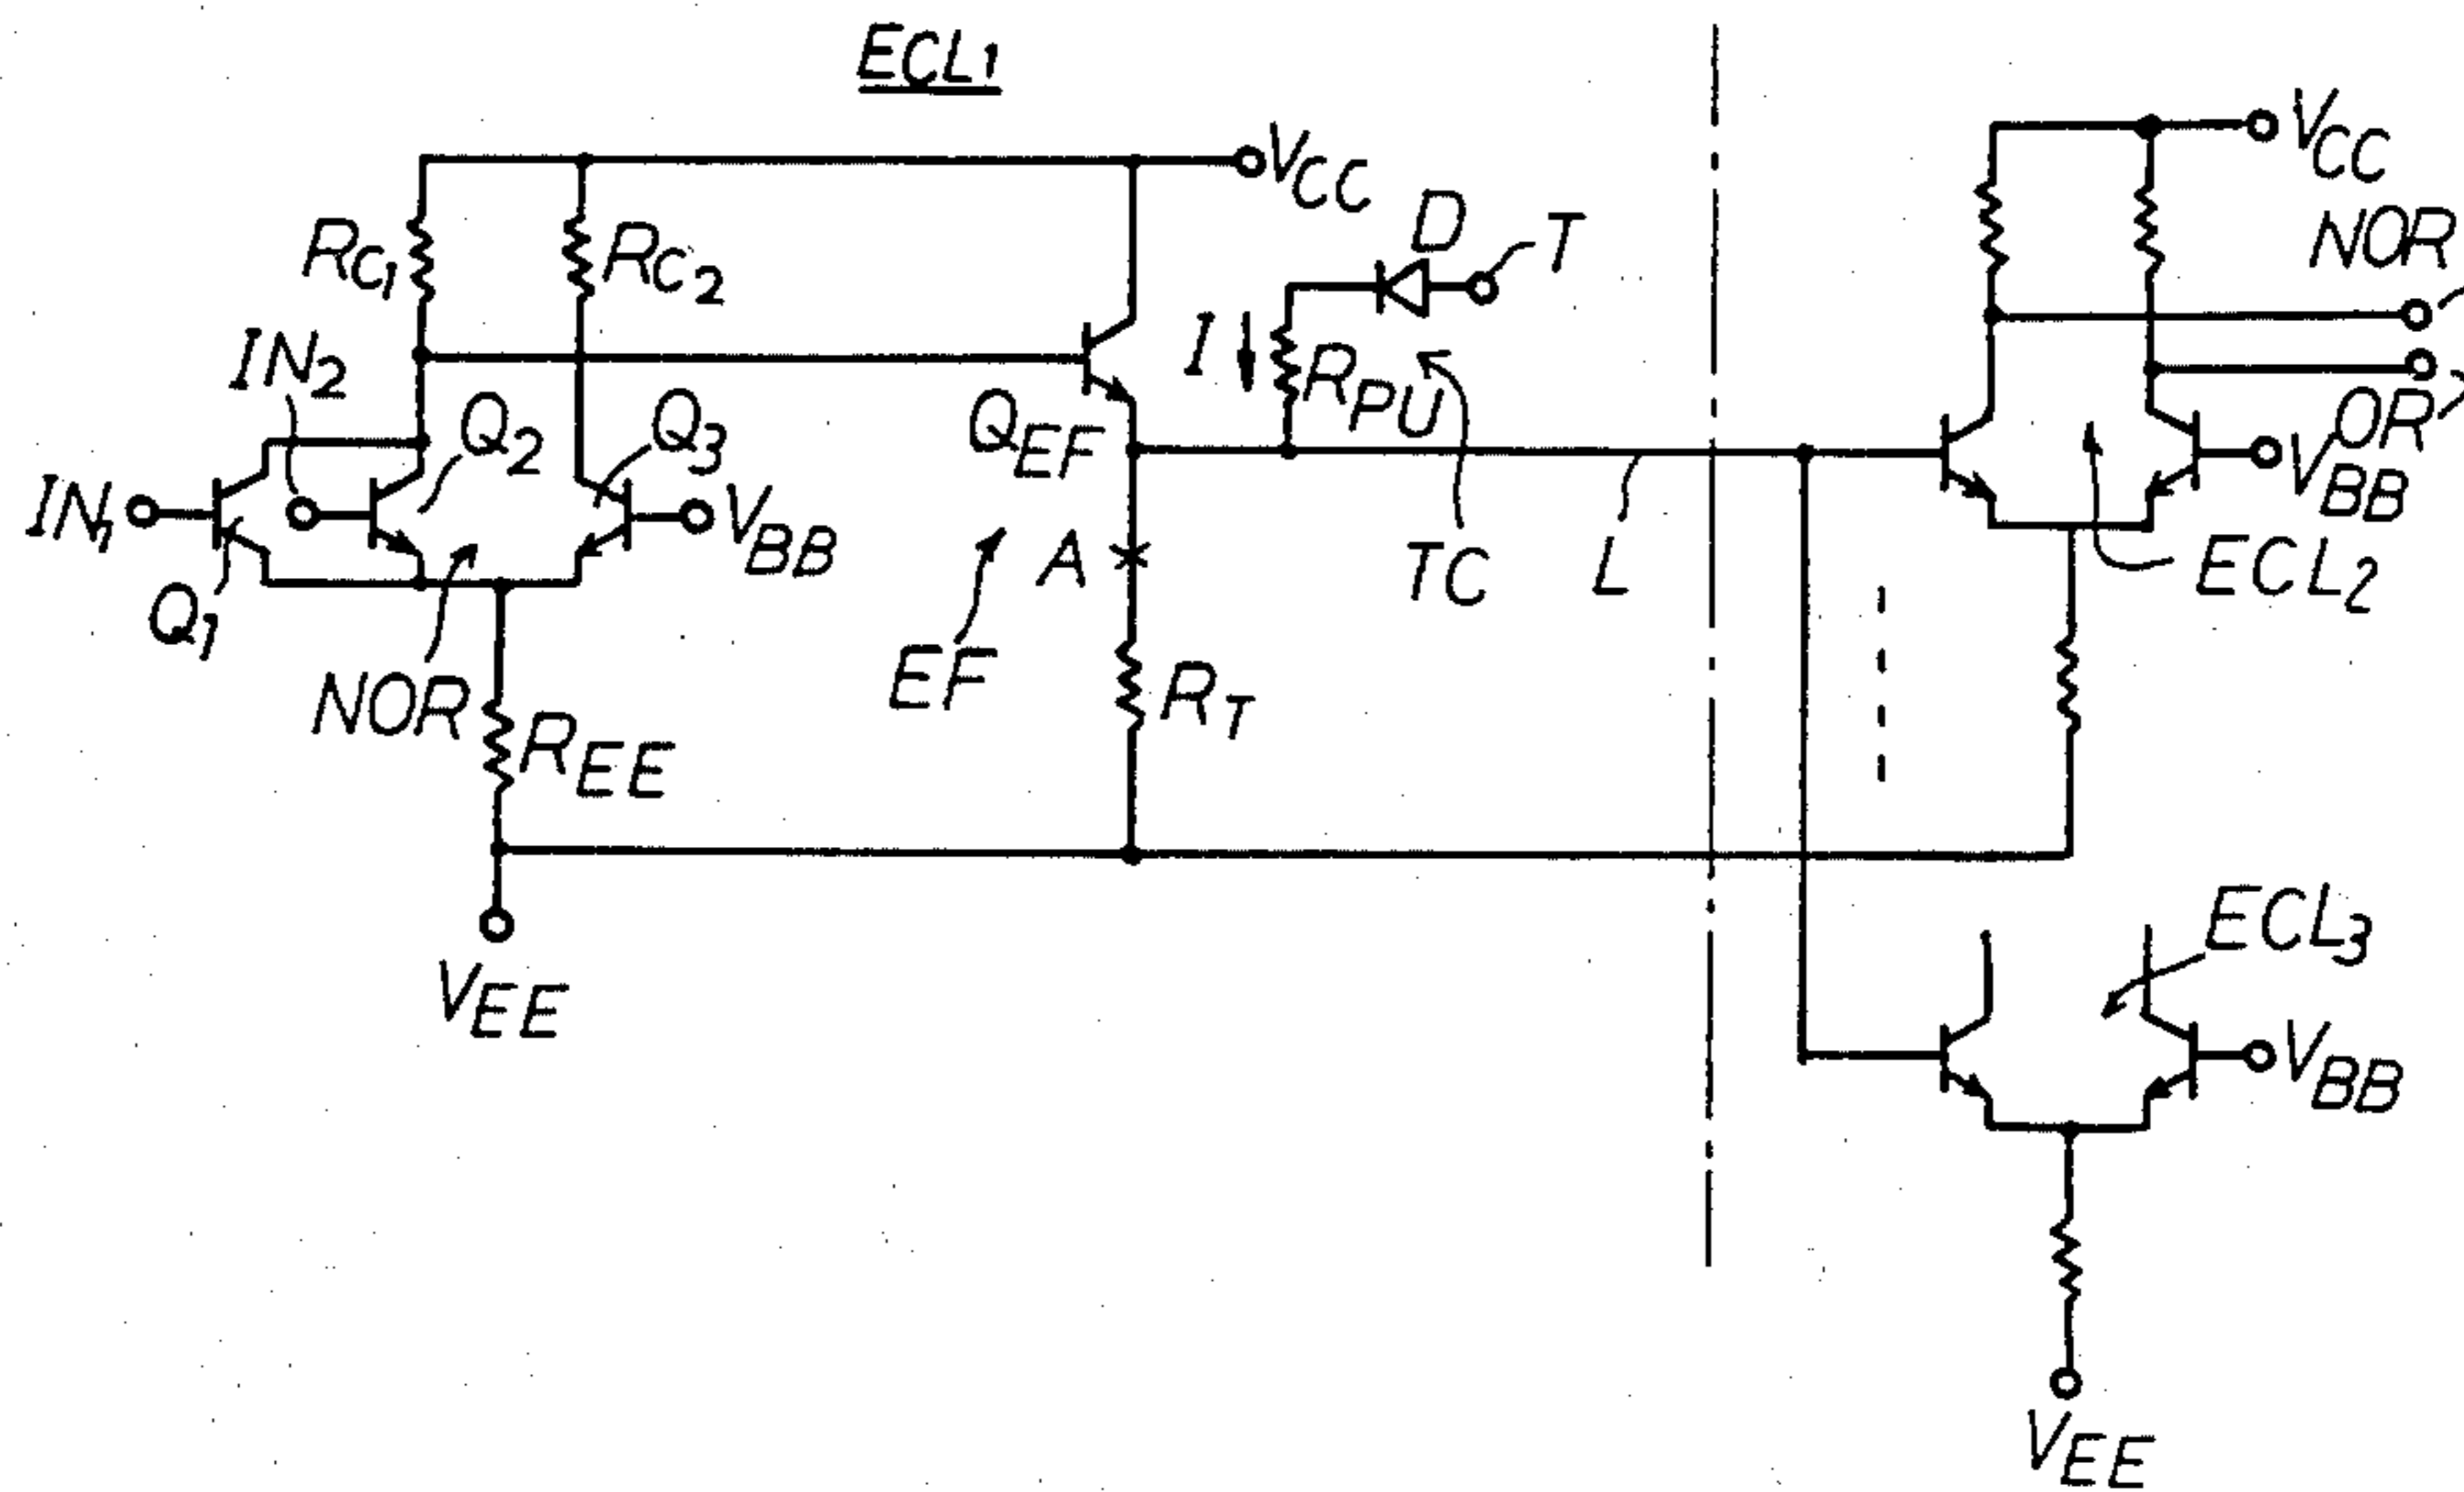 ECL1
VCC
VCC
D
T
RC1
RC2
NOR
IN2
I
RPU
Q2
Q3
QEF
OR
VBB
IN1
VBB
A
TC
L
ECL2
Q1
EF
NOR
RT
REE
ECL3
VEE
VBB
VEE